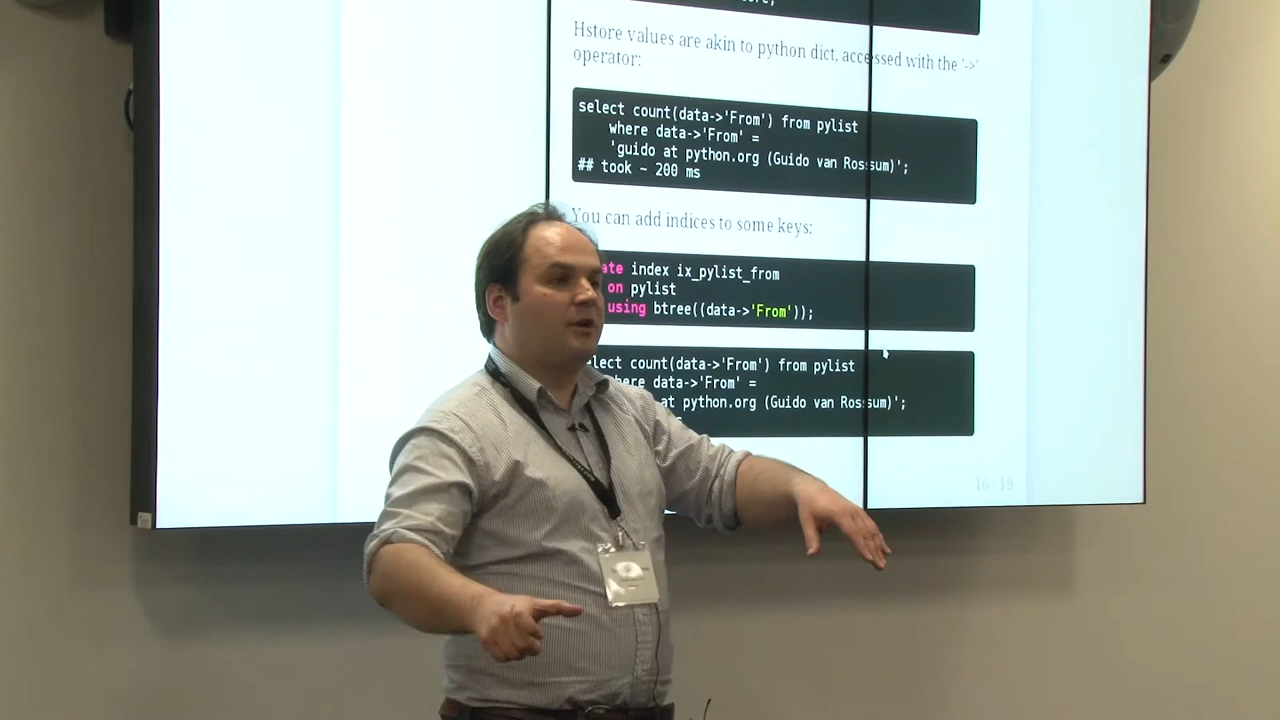 Hstore values are akin to python dict, accessed with the '->'
operator:
select count(data->'From') from pylist
where data->'From' =
'guido at python.org (Guido van Rossum)';
## took ~ 200 ms
You can add indices to some keys:
ate index ix_pylist_from
on pylist
using btree((data->'From'));
elect count(data->'From') from pylist
here data->'From' =
at python.org (Guido van Rossum)';
16 / 19